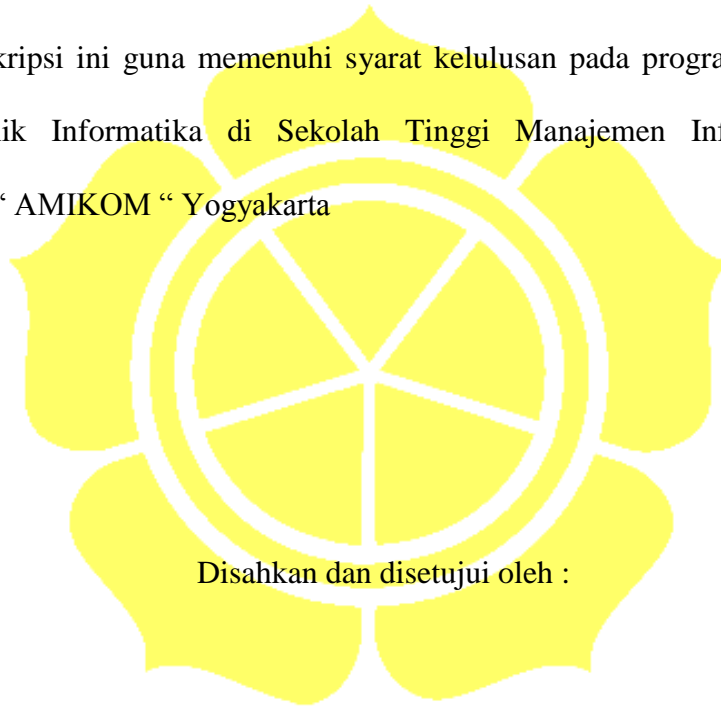 kripsi ini guna memenuhi syarat kelulusan pada progra
nik Informatika di Sekolah Tinggi Manajemen Inf
“ AMIKOM “ Yogyakarta
Disahkan dan disetujui oleh :